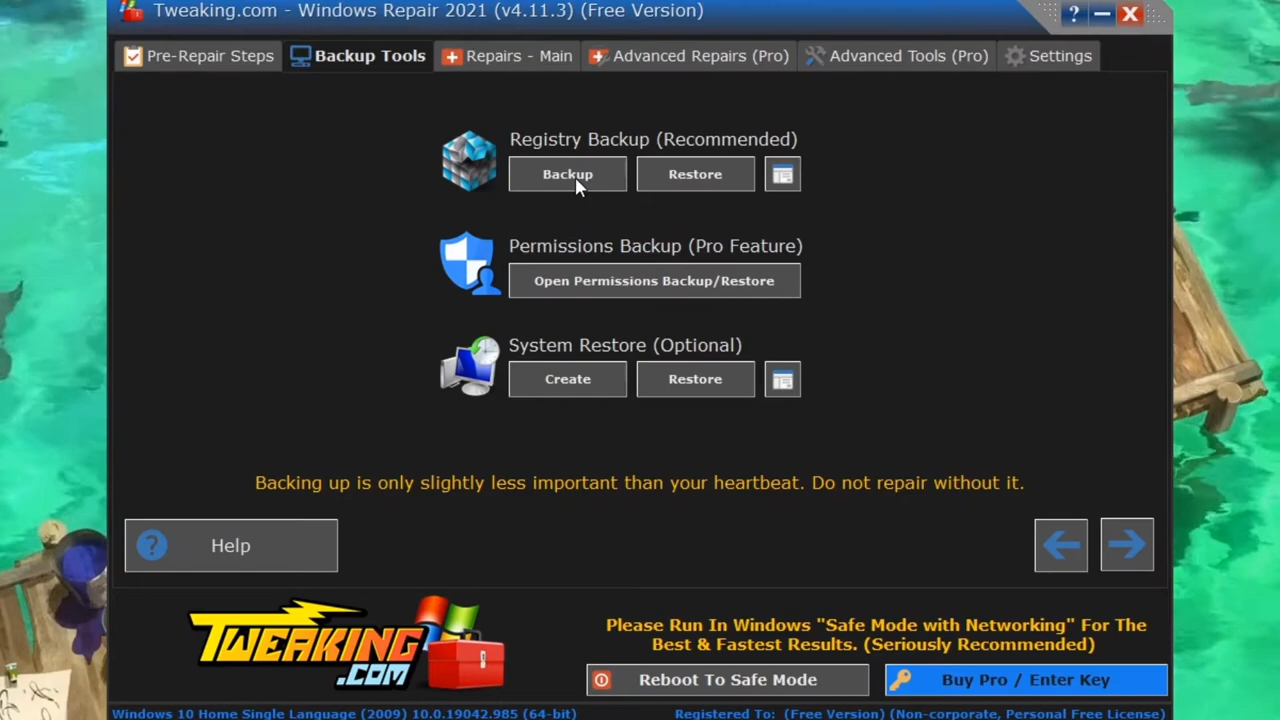 Tweaking.com - Windows Repair 2021 (v4.11.3) (Free Version)
?
Pre-Repair Steps
Backup Tools
Repairs - Main
Advanced Repairs (Pro)
Advanced Tools (Pro)
Settings
Registry Backup (Recommended)
Backup
Restore
Permissions Backup (Pro Feature)
Open Permissions Backup/Restore
System Restore (Optional)
Create
Restore
Backing up is only slightly less important than your heartbeat. Do not repair without it.
? Help
TWEAKING
.COM
Please Run In Windows "Safe Mode with Networking" For The
Best & Fastest Results. (Seriously Recommended)
Reboot To Safe Mode
Buy Pro / Enter Key
Windows 10 Home Single Language (2009) 10.0.19042.985 (64-bit)
Registered To: (Free Version) (Non-corporate, Personal Free License)